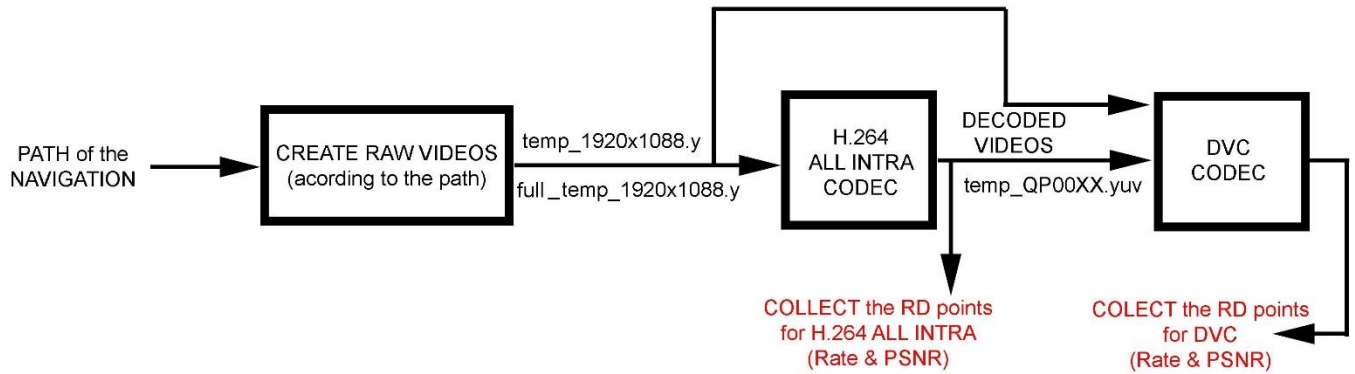 PATH of the
NAVIGATION
CREATE RAW VIDEOS
(acording to the path)
temp_1920x1088.y
full_temp_1920x1088.y
H.264
ALL INTRA
CODEC
DECODED
VIDEOS
temp_QP00XX.yuv
DVC
CODEC
COLLECT the RD points
for H.264 ALL INTRA
(Rate & PSNR)
COLECT the RD points
for DVC
(Rate & PSNR)